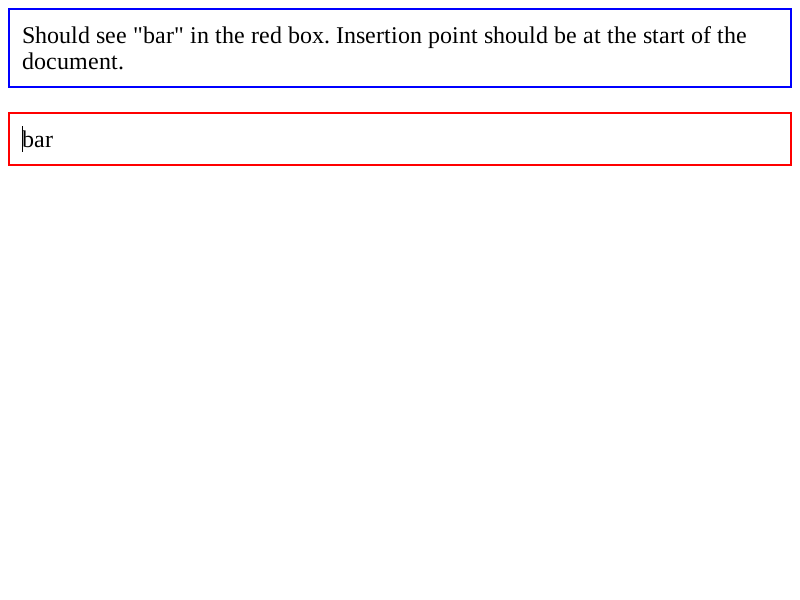 Should see "bar" in the red box. Insertion point should be at the start of the
document.
bar